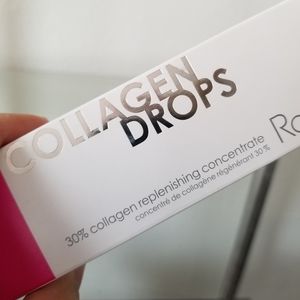 COLLAGEN
DROPS
30% collagen replenishing concentrate
concentré de collagène régénérant 30 %